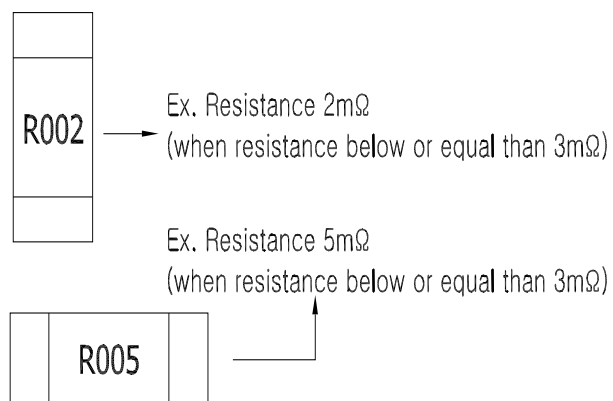 R002
Ex. Resistance 2mΩ
(when resistance below or equal than 3mΩ)
Ex. Resistance 5mΩ
(when resistance below or equal than 3mΩ)
R005